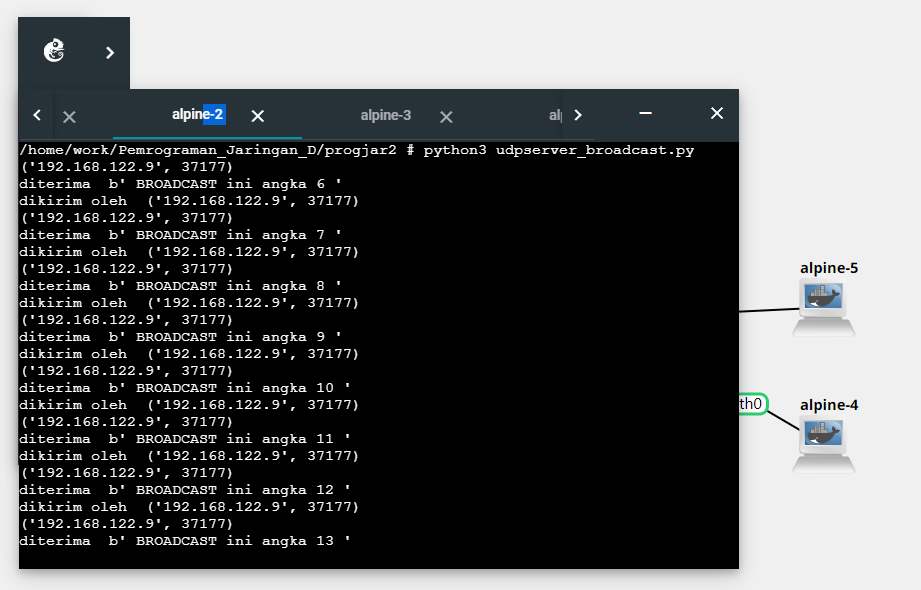 alpine-2
alpine-3
al
/home/work/Pemrograman_Jaringan_D/progjar2 # python3 udpserver_broadcast.py
('192.168.122.9', 37177)
diterima  b' BROADCAST ini angka 6 '
dikirim oleh  ('192.168.122.9', 37177)
('192.168.122.9', 37177)
diterima  b' BROADCAST ini angka 7 '
dikirim oleh  ('192.168.122.9', 37177)
('192.168.122.9', 37177)
diterima  b' BROADCAST ini angka 8 '
dikirim oleh  ('192.168.122.9', 37177)
('192.168.122.9', 37177)
diterima  b' BROADCAST ini angka 9 '
dikirim oleh  ('192.168.122.9', 37177)
('192.168.122.9', 37177)
diterima  b' BROADCAST ini angka 10 '
dikirim oleh  ('192.168.122.9', 37177)
('192.168.122.9', 37177)
diterima  b' BROADCAST ini angka 11 '
dikirim oleh  ('192.168.122.9', 37177)
('192.168.122.9', 37177)
diterima  b' BROADCAST ini angka 12 '
dikirim oleh  ('192.168.122.9', 37177)
('192.168.122.9', 37177)
diterima  b' BROADCAST ini angka 13 '
alpine-5
th0
alpine-4